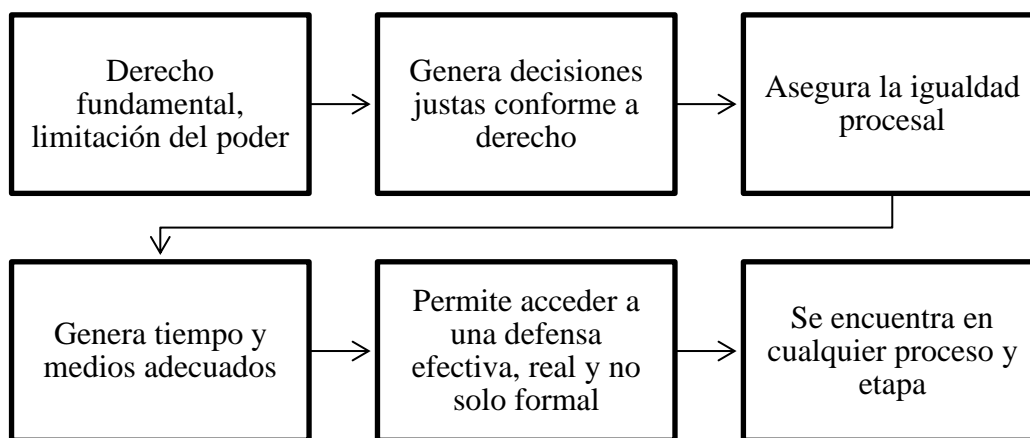 Derecho
fundamental,
limitación del poder
Genera decisiones
justas conforme a
derecho
Asegura la igualdad
procesal
Genera tiempo y
medios adecuados
Permite acceder a
una defensa
efectiva, real y no
solo formal
Se encuentra en
cualquier proceso y
etapa